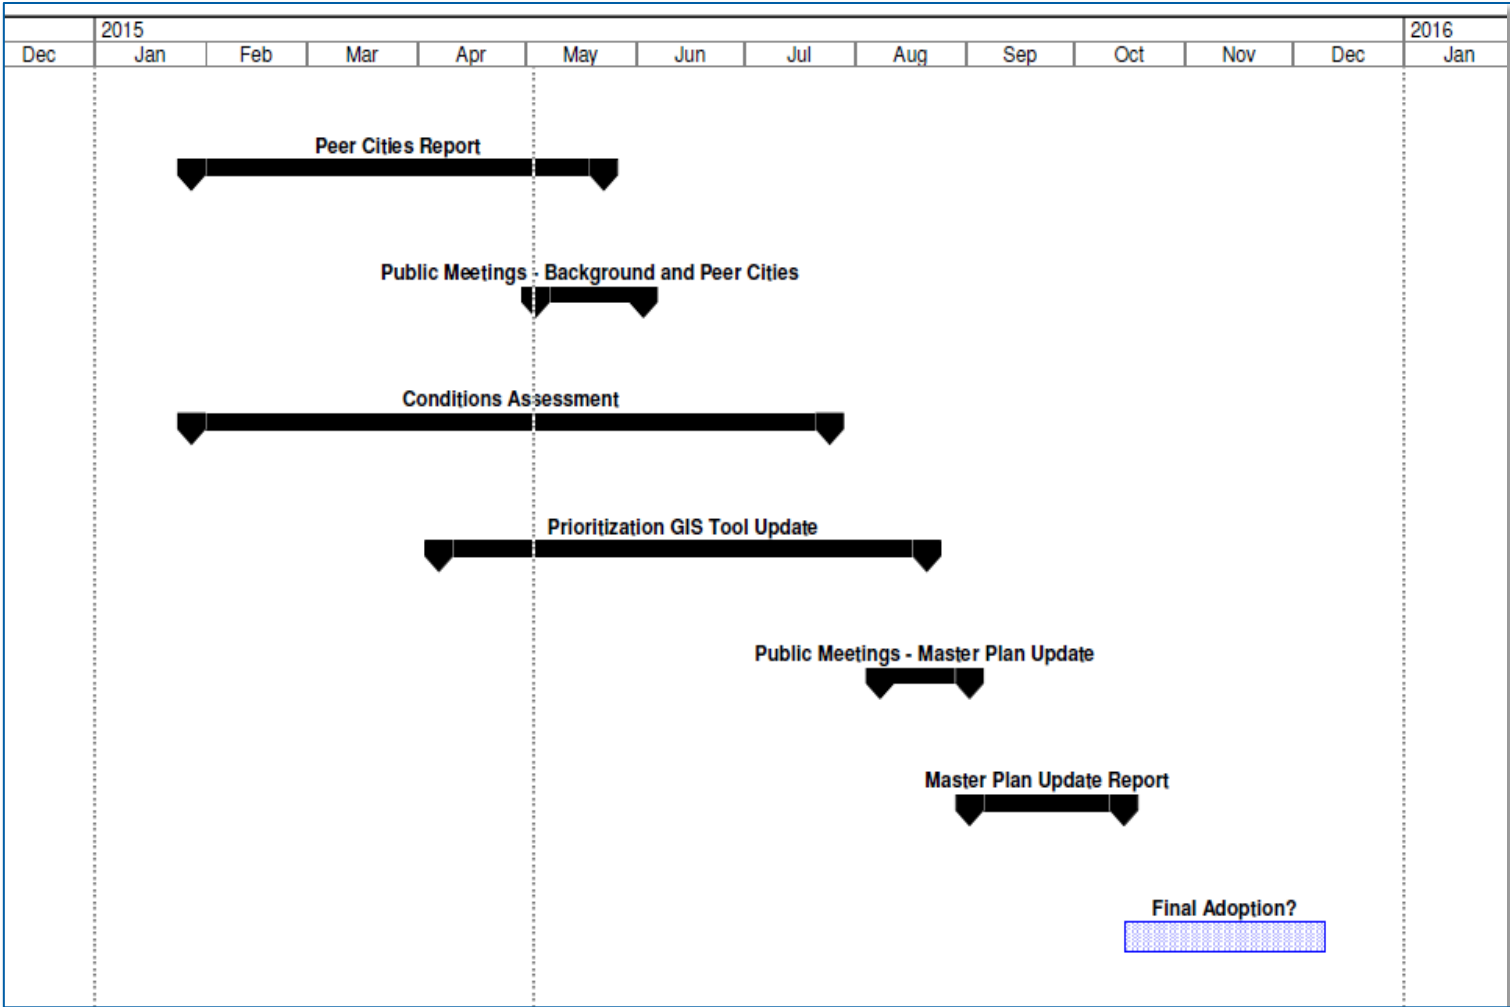 2015 2016
Dec Jan Feb Mar Apr May Jun Jul Aug Sep Oct Nov Dec Jan
Peer Cities Report
Public Meetings - Background and Peer Cities
Conditions Assessment
Prioritization GIS Tool Update
Public Meetings - Master Plan Update
Master Plan Update Report
Final Adoption?